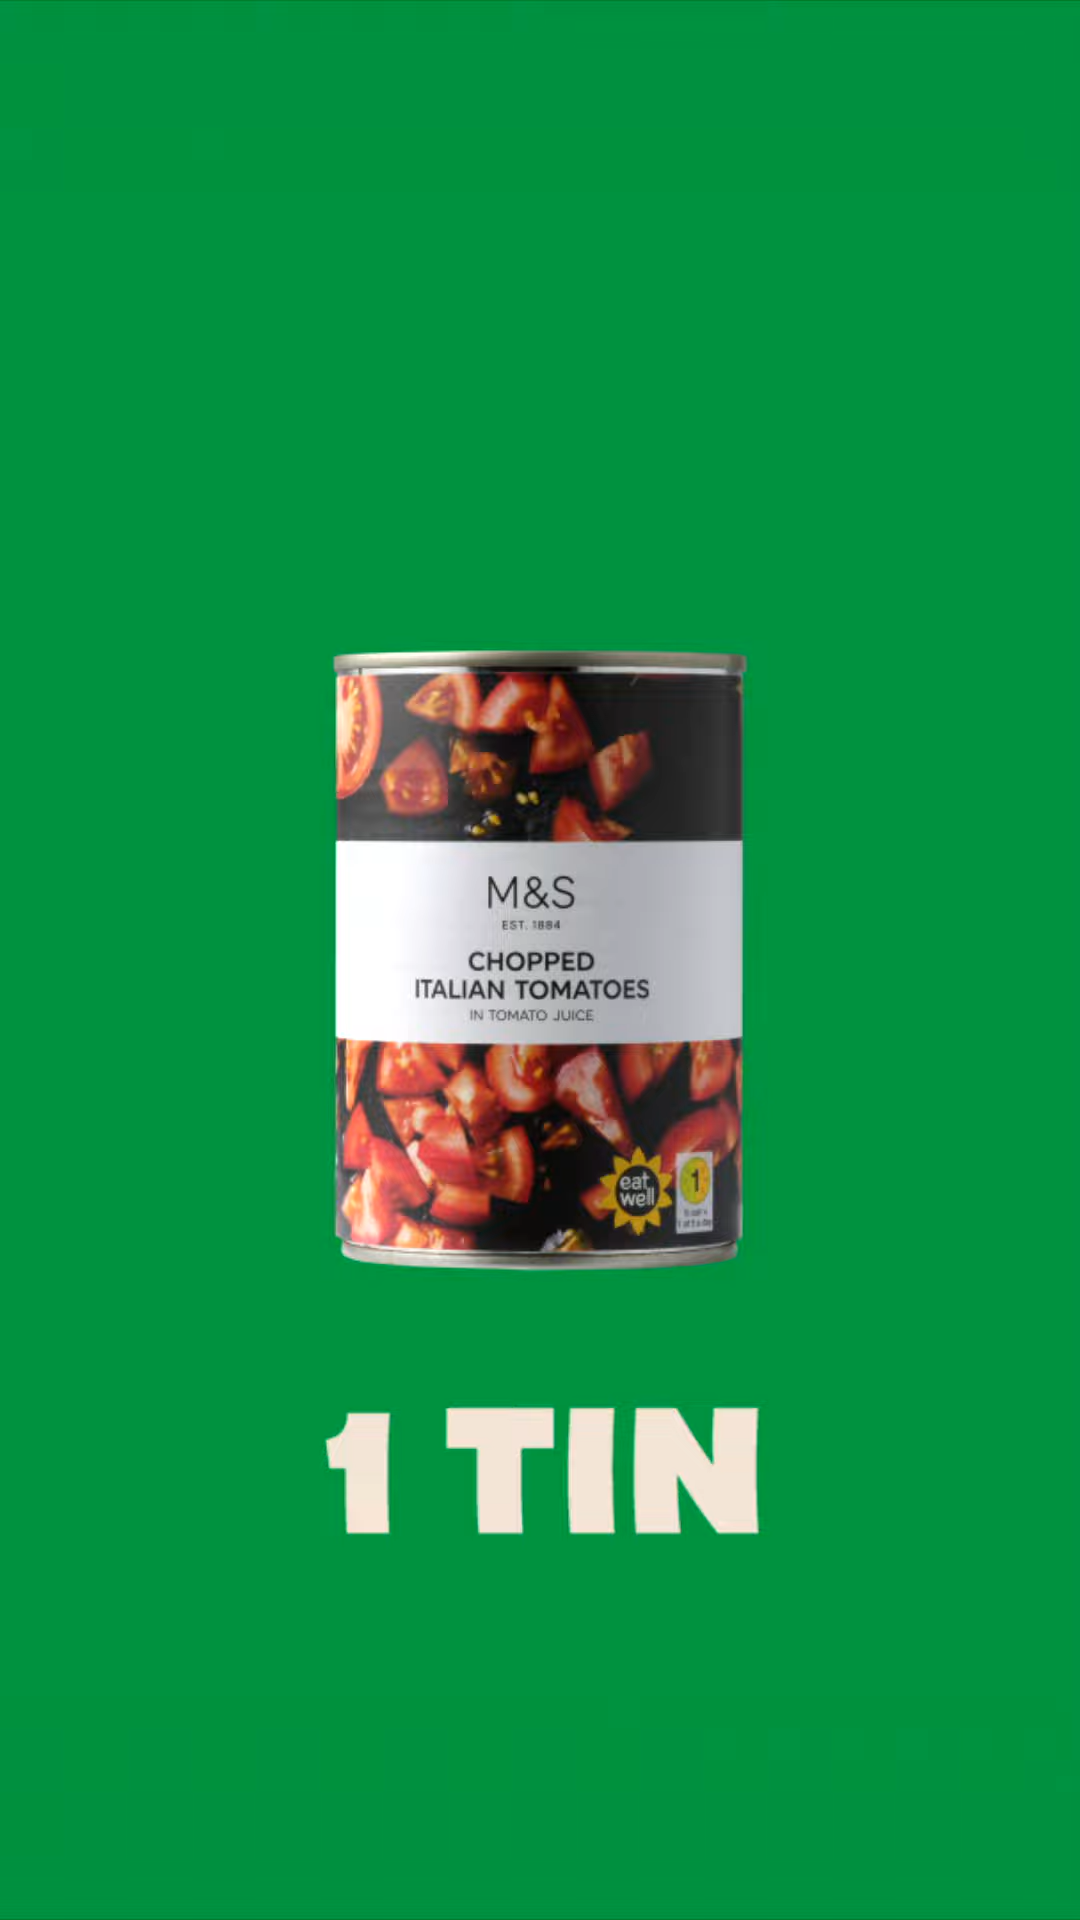 M&S
EST. 1884
CHOPPED
ITALIAN TOMATOES
IN TOMATO JUICE
eat
well
1
1 TIN